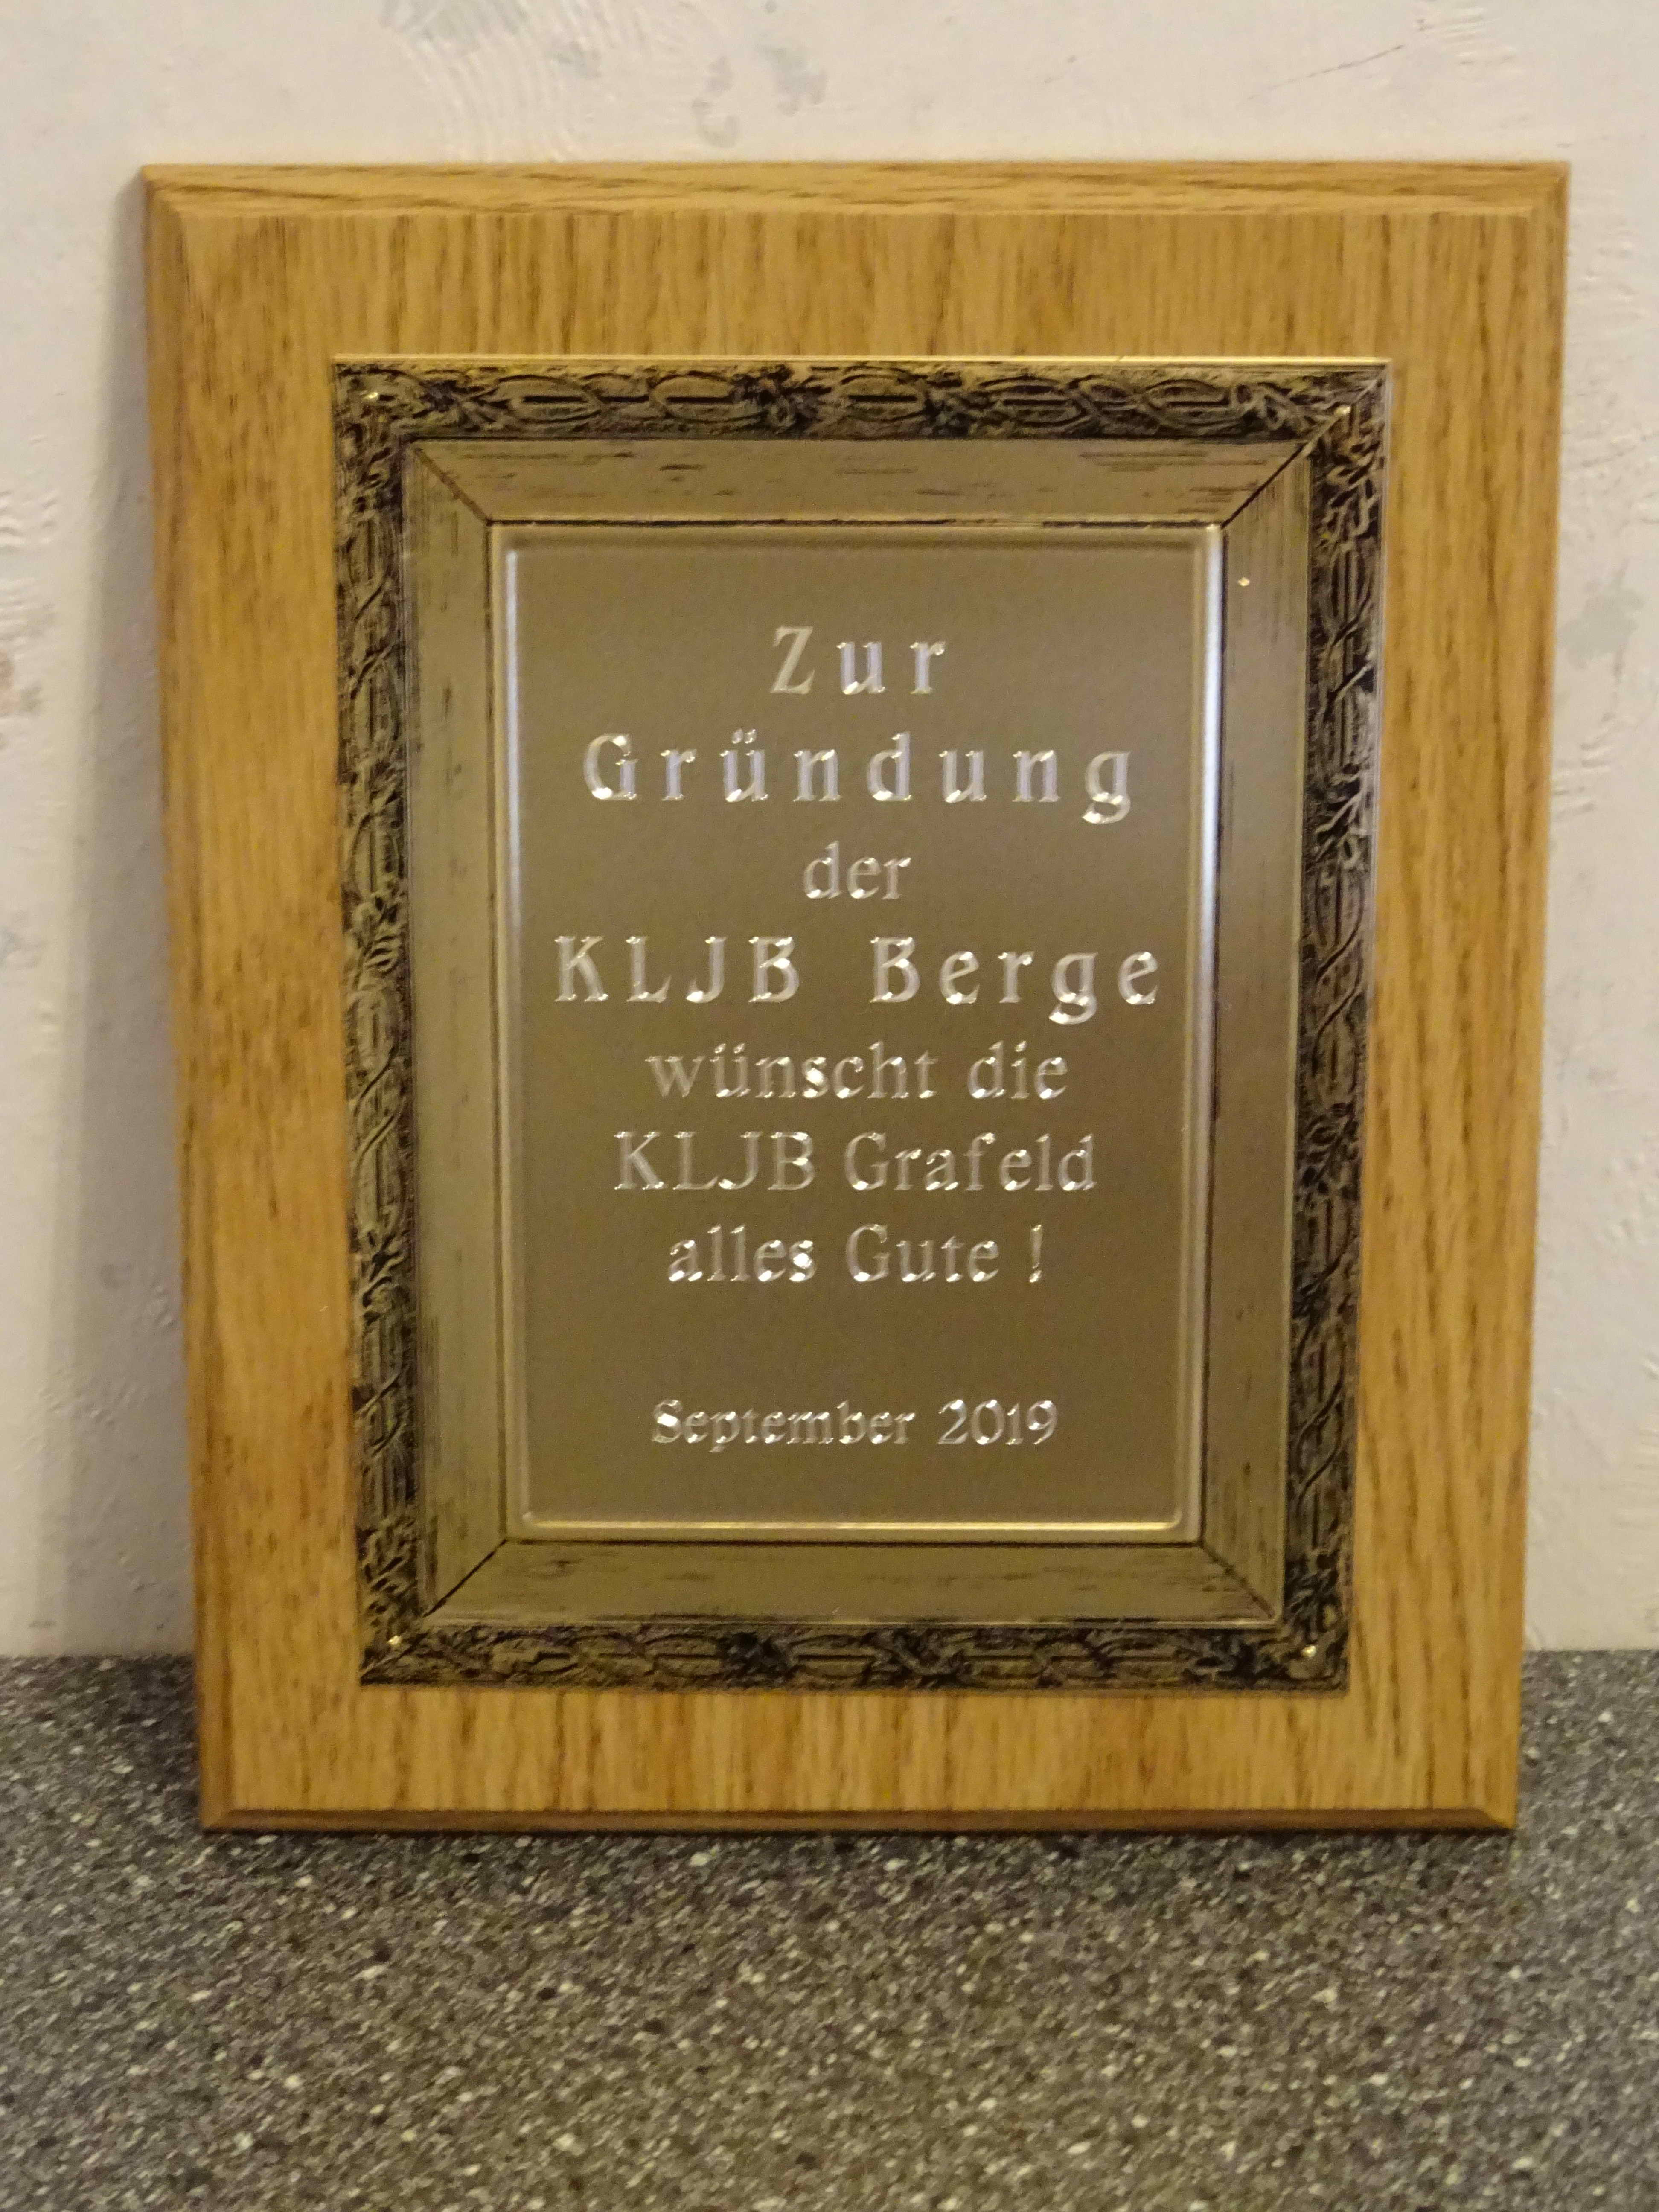 Zur
Gründung
der
KLJB Berge
wünscht die
KLJB Grafeld
alles Gute !
September 2019